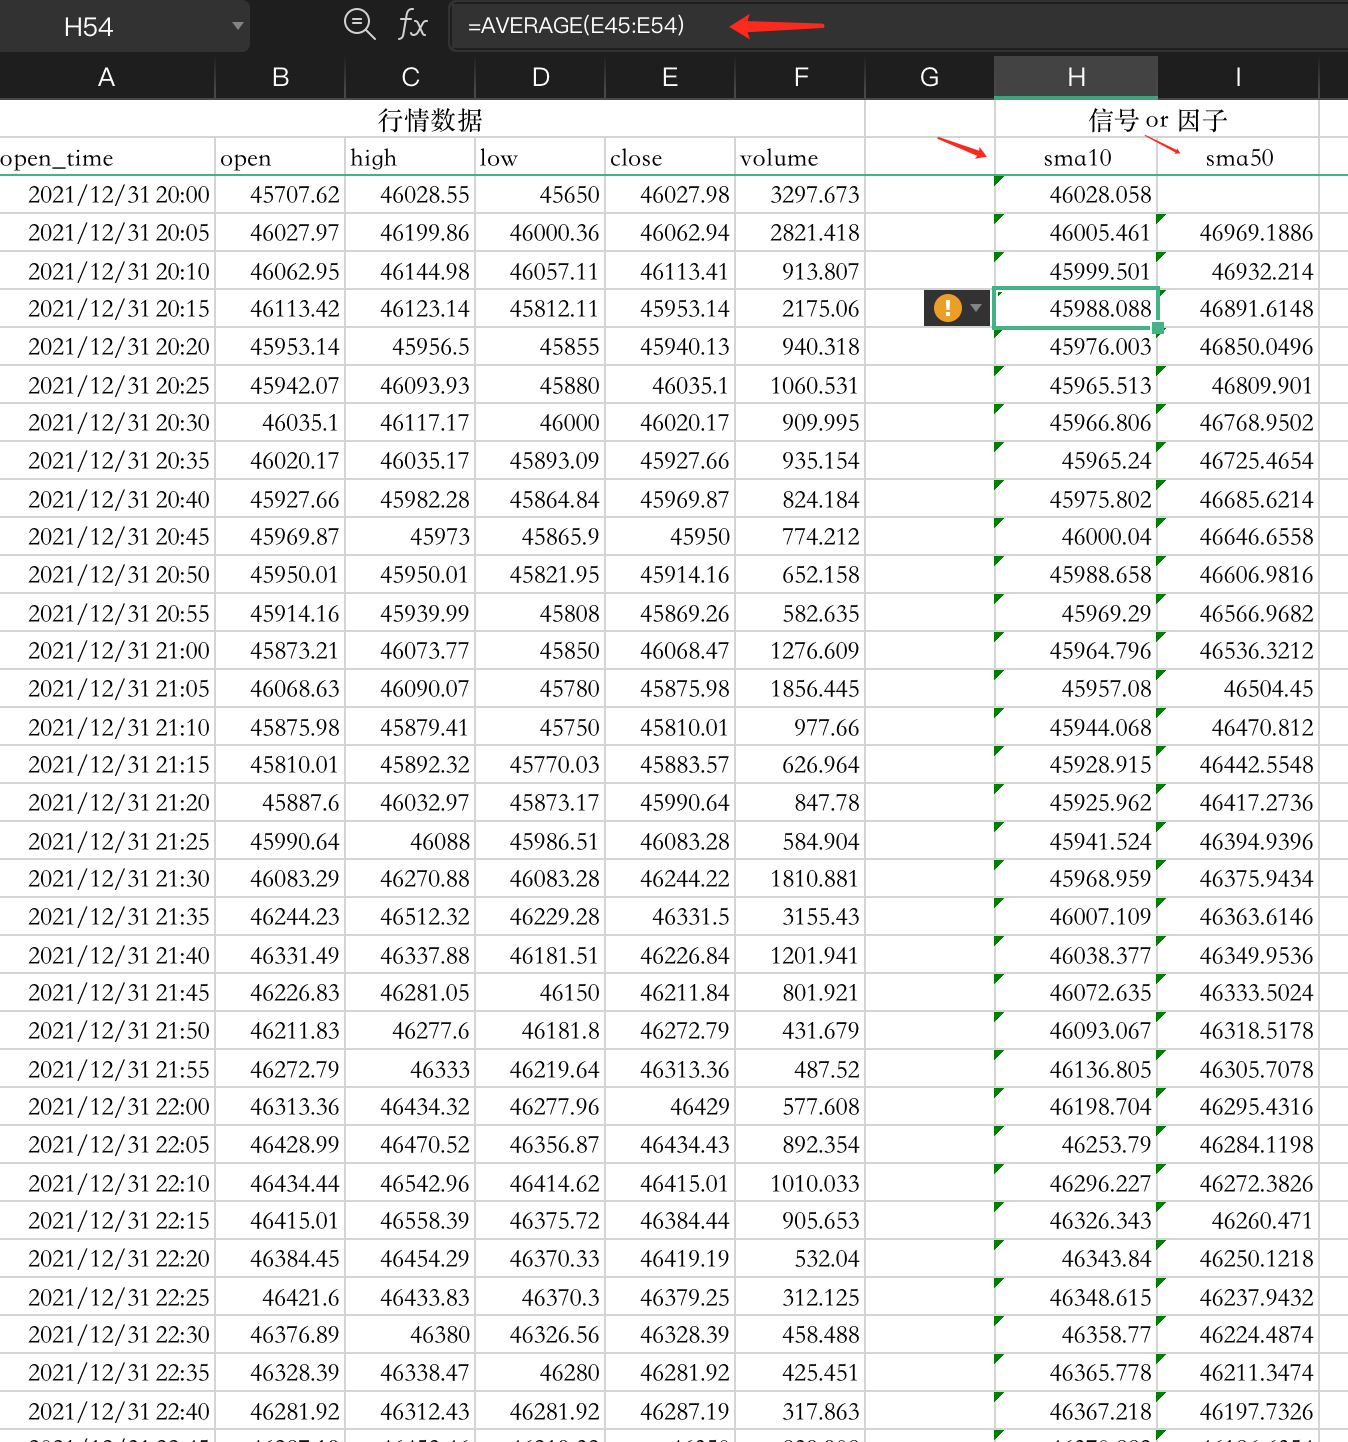 H54 fx =AVERAGE(E45:E54)
A B C D E F G H I
行情数据 信号 or 因子
open_time open high low close volume sma10 sma50
2021/12/31 20:00 45707.62 46028.55 45650 46027.98 3297.673 46028.058
2021/12/31 20:05 46027.97 46199.86 46000.36 46062.94 2821.418 46005.461 46969.1886
2021/12/31 20:10 46062.95 46144.98 46057.11 46113.41 913.807 45999.501 46932.214
2021/12/31 20:15 46113.42 46123.14 45812.11 45953.14 2175.06 45988.088 46891.6148
2021/12/31 20:20 45953.14 45956.5 45855 45940.13 940.318 45976.003 46850.0496
2021/12/31 20:25 45942.07 46093.93 45880 46035.1 1060.531 45965.513 46809.901
2021/12/31 20:30 46035.1 46117.17 46000 46020.17 909.995 45966.806 46768.9502
2021/12/31 20:35 46020.17 46035.17 45893.09 45927.66 935.154 45965.24 46725.4654
2021/12/31 20:40 45927.66 45982.28 45864.84 45969.87 824.184 45975.802 46685.6214
2021/12/31 20:45 45969.87 45973 45865.9 45950 774.212 46000.04 46646.6558
2021/12/31 20:50 45950.01 45950.01 45821.95 45914.16 652.158 45988.658 46606.9816
2021/12/31 20:55 45914.16 45939.99 45808 45869.26 582.635 45969.29 46566.9682
2021/12/31 21:00 45873.21 46073.77 45850 46068.47 1276.609 45964.796 46536.3212
2021/12/31 21:05 46068.63 46090.07 45780 45875.98 1856.445 45957.08 46504.45
2021/12/31 21:10 45875.98 45879.41 45750 45810.01 977.66 45944.068 46470.812
2021/12/31 21:15 45810.01 45892.32 45770.03 45883.57 626.964 45928.915 46442.5548
2021/12/31 21:20 45887.6 46032.97 45873.17 45990.64 847.78 45925.962 46417.2736
2021/12/31 21:25 45990.64 46088 45986.51 46083.28 584.904 45941.524 46394.9396
2021/12/31 21:30 46083.29 46270.88 46083.28 46244.22 1810.881 45968.959 46375.9434
2021/12/31 21:35 46244.23 46512.32 46229.28 46331.5 3155.43 46007.109 46363.6146
2021/12/31 21:40 46331.49 46337.88 46181.51 46226.84 1201.941 46038.377 46349.9536
2021/12/31 21:45 46226.83 46281.05 46150 46211.84 801.921 46072.635 46333.5024
2021/12/31 21:50 46211.83 46277.6 46181.8 46272.79 431.679 46093.067 46318.5178
2021/12/31 21:55 46272.79 46333 46219.64 46313.36 487.52 46136.805 46305.7078
2021/12/31 22:00 46313.36 46434.32 46277.96 46429 577.608 46198.704 46295.4316
2021/12/31 22:05 46428.99 46470.52 46356.87 46434.43 892.354 46253.79 46284.1198
2021/12/31 22:10 46434.44 46542.96 46414.62 46415.01 1010.033 46296.227 46272.3826
2021/12/31 22:15 46415.01 46558.39 46375.72 46384.44 905.653 46326.343 46260.471
2021/12/31 22:20 46384.45 46454.29 46370.33 46419.19 532.04 46343.84 46250.1218
2021/12/31 22:25 46421.6 46433.83 46370.3 46379.25 312.125 46348.615 46237.9432
2021/12/31 22:30 46376.89 46380 46326.56 46328.39 458.488 46358.77 46224.4874
2021/12/31 22:35 46328.39 46338.47 46280 46281.92 425.451 46365.778 46211.3474
2021/12/31 22:40 46281.92 46312.43 46281.92 46287.19 317.863 46367.218 46197.7326